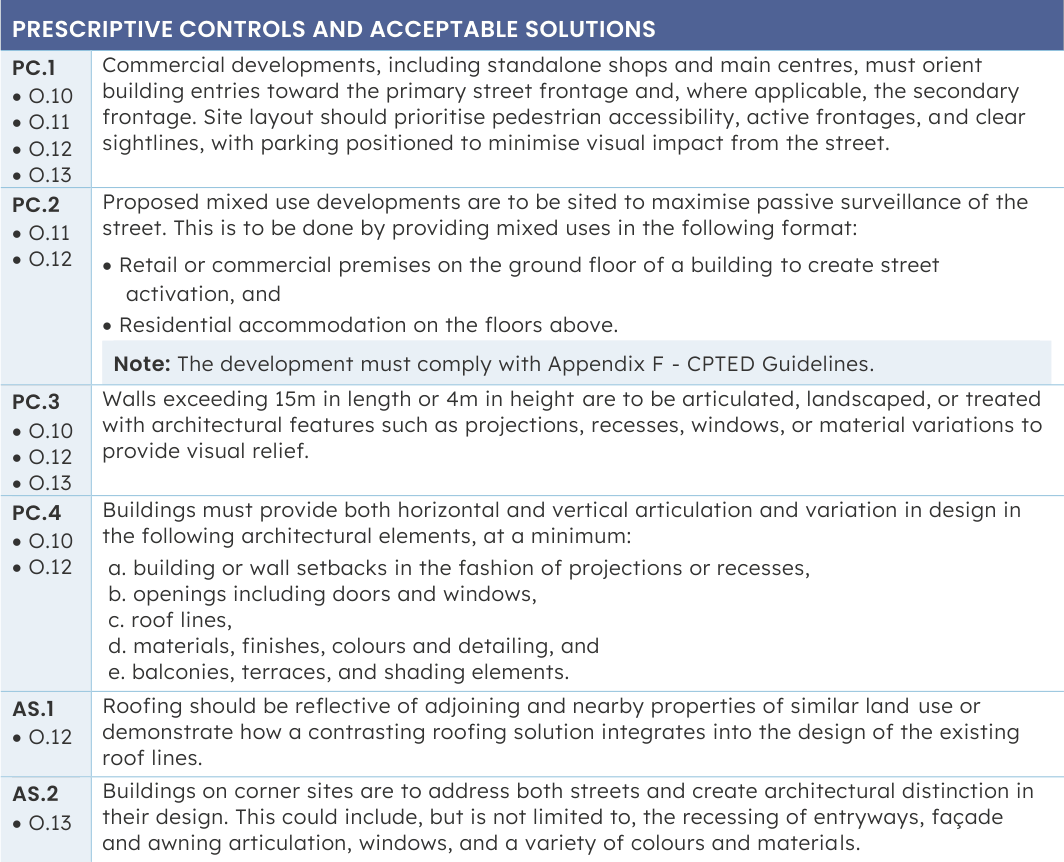 PRESCRIPTIVE CONTROLS AND ACCEPTABLE SOLUTIONS
PC.1
• O.10
• O.11
• O.12
• O.13
Commercial developments, including standalone shops and main centres, must orient
building entries toward the primary street frontage and, where applicable, the secondary
frontage. Site layout should prioritise pedestrian accessibility, active frontages, and clear
sightlines, with parking positioned to minimise visual impact from the street.
PC.2
• O.11
• O.12
Proposed mixed use developments are to be sited to maximise passive surveillance of the
street. This is to be done by providing mixed uses in the following format:
• Retail or commercial premises on the ground floor of a building to create street
activation, and
• Residential accommodation on the floors above.
Note: The development must comply with Appendix F - CPTED Guidelines.
PC.3
• O.10
• O.12
• O.13
Walls exceeding 15m in length or 4m in height are to be articulated, landscaped, or treated
with architectural features such as projections, recesses, windows, or material variations to
provide visual relief.
PC.4
• O.10
• O.12
Buildings must provide both horizontal and vertical articulation and variation in design in
the following architectural elements, at a minimum:
a. building or wall setbacks in the fashion of projections or recesses,
b. openings including doors and windows,
c. roof lines,
d. materials, finishes, colours and detailing, and
e. balconies, terraces, and shading elements.
AS.1
• O.12
Roofing should be reflective of adjoining and nearby properties of similar land use or
demonstrate how a contrasting roofing solution integrates into the design of the existing
roof lines.
AS.2
• O.13
Buildings on corner sites are to address both streets and create architectural distinction in
their design. This could include, but is not limited to, the recessing of entryways, façade
and awning articulation, windows, and a variety of colours and materials.